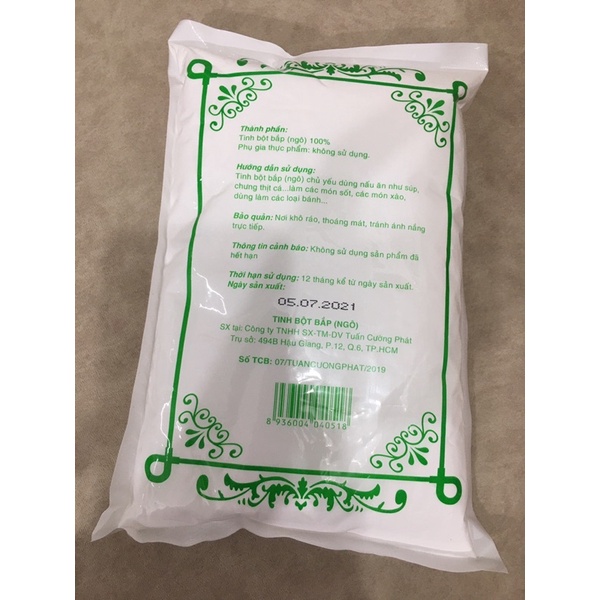 Thành phần:
Tinh bột bắp (ngô) 100%
Phụ gia thực phẩm: không sử dụng.
Hướng dẫn sử dụng:
Tinh bột bắp (ngô) chủ yếu dùng nấu ăn như súp,
chưng thịt cá...làm các món sốt, các món xào,
dùng làm các loại bánh...
Bảo quản: Nơi khô ráo, thoáng mát, tránh ánh nắng
trực tiếp.
Thông tin cảnh báo: Không sử dụng sản phẩm đã
hết hạn
Thời hạn sử dụng: 12 tháng kể từ ngày sản xuất.
Ngày sản xuất:
05.07.2021
TINH BỘT BẮP (NGÔ)
SX tại: Công ty TNHH SX-TM-DV Tuấn Cường Phát
Trụ sở: 494B Hậu Giang, P.12, Q.6, TP.HCM
Số TCB: 07/TUANCUONGPHAT/2019
8 936004 040518